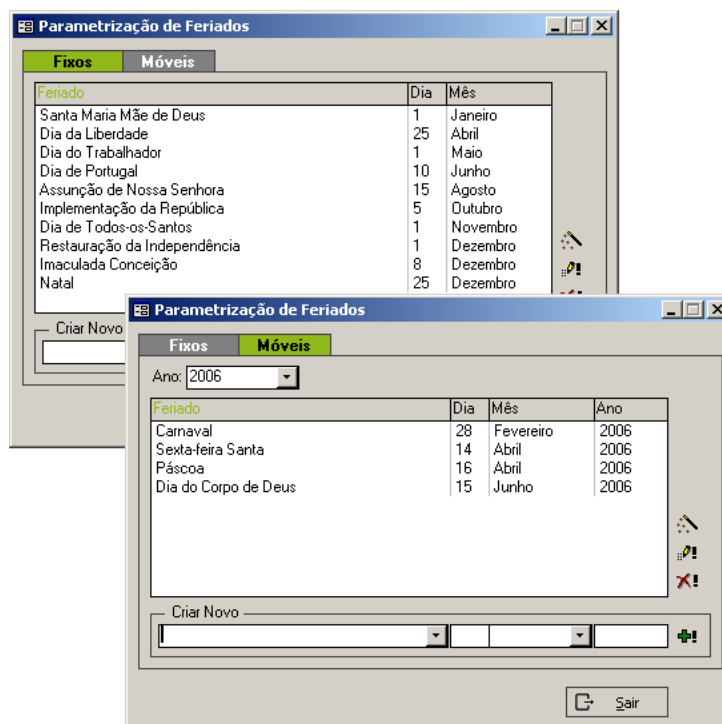 Parametrização de Feriados
Fixos Móveis
Feriado Dia Mês
Santa Maria Mãe de Deus 1 Janeiro
Dia da Liberdade 25 Abril
Dia do Trabalhador 1 Maio
Dia de Portugal 10 Junho
Assunção de Nossa Senhora 15 Agosto
Implementação da República 5 Outubro
Dia de Todos-os-Santos 1 Novembro
Restauração da Independência 1 Dezembro
Imaculada Conceição 8 Dezembro
Natal 25 Dezembro
Criar Novo
Parametrização de Feriados
Fixos Móveis
Ano: 2006
Feriado Dia Mês Ano
Carnaval 28 Fevereiro 2006
Sexta-feira Santa 14 Abril 2006
Páscoa 16 Abril 2006
Dia do Corpo de Deus 15 Junho 2006
Criar Novo
Sair